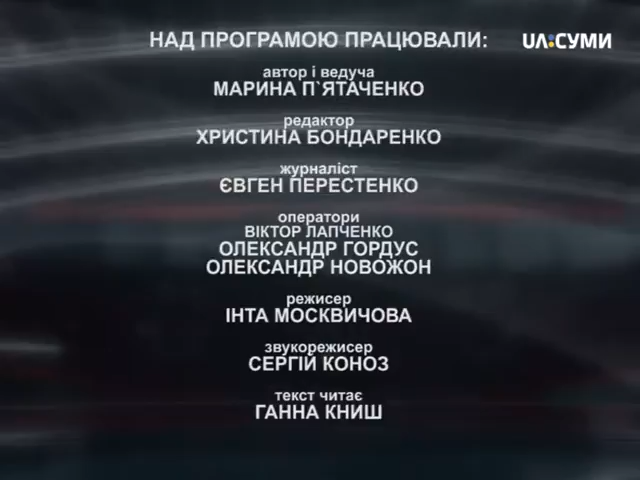 НАД ПРОГРАМОЮ ПРАЦЮВАЛИ:
UA:СУМИ
автор і ведуча
МАРИНА П`ЯТАЧЕНКО
редактор
ХРИСТИНА БОНДАРЕНКО
журналіст
ЄВГЕН ПЕРЕСТЕНКО
оператори
ВІКТОР ЛАПЧЕНКО
ОЛЕКСАНДР ГОРДУС
ОЛЕКСАНДР НОВОЖОН
режисер
ІНТА МОСКВИЧОВА
звукорежисер
СЕРГІЙ КОНОЗ
текст читає
ГАННА КНИШ